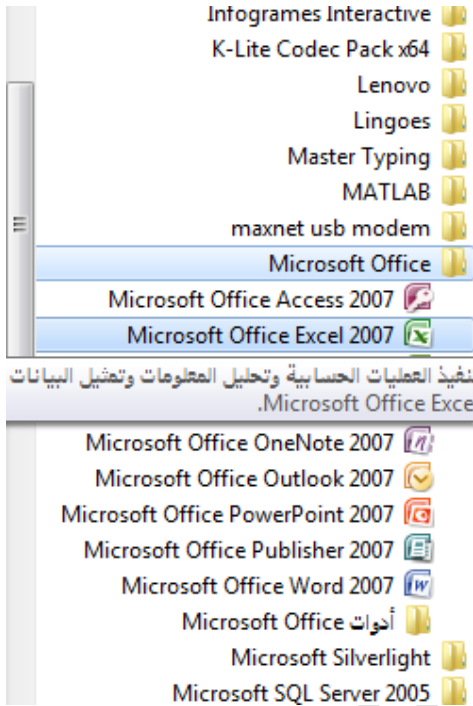 Infogrames Interactive
K-Lite Codec Pack x64
Lenovo
Lingoes
Master Typing
MATLAB
maxnet usb modem
Microsoft Office
Microsoft Office Access 2007
Microsoft Office Excel 2007
تنفيذ العمليات الحسابية وتحليل المعلومات وتمثيل البيانات
Microsoft Office Exce.
Microsoft Office OneNote 2007
Microsoft Office Outlook 2007
Microsoft Office PowerPoint 2007
Microsoft Office Publisher 2007
Microsoft Office Word 2007
أدوات Microsoft Office
Microsoft Silverlight
Microsoft SQL Server 2005